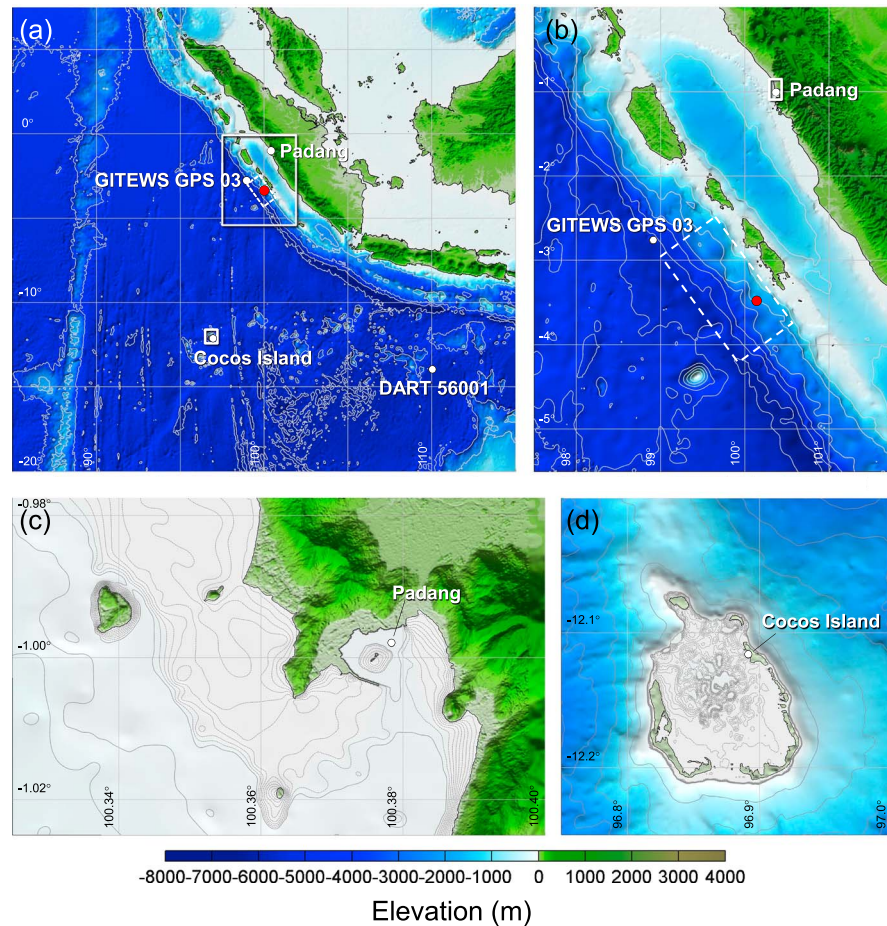 (a)
0°
Padang
GITEWS GPS 03
-10°
Cocos Island
DART 56001
-20°
90°
100°
110°
(b)
-1°
Padang
-2°
GITEWS GPS 03
-3°
-4°
-5°
98°
99°
100°
101°
(c)
-0.98°
Padang
-1.00°
-1.02°
100.34°
100.36°
100.38°
100.40°
(d)
Cocos Island
-12.1°
-12.2°
96.8°
96.9°
97.0°
-8000 -7000 -6000 -5000 -4000 -3000 -2000 -1000 0 1000 2000 3000 4000
Elevation (m)